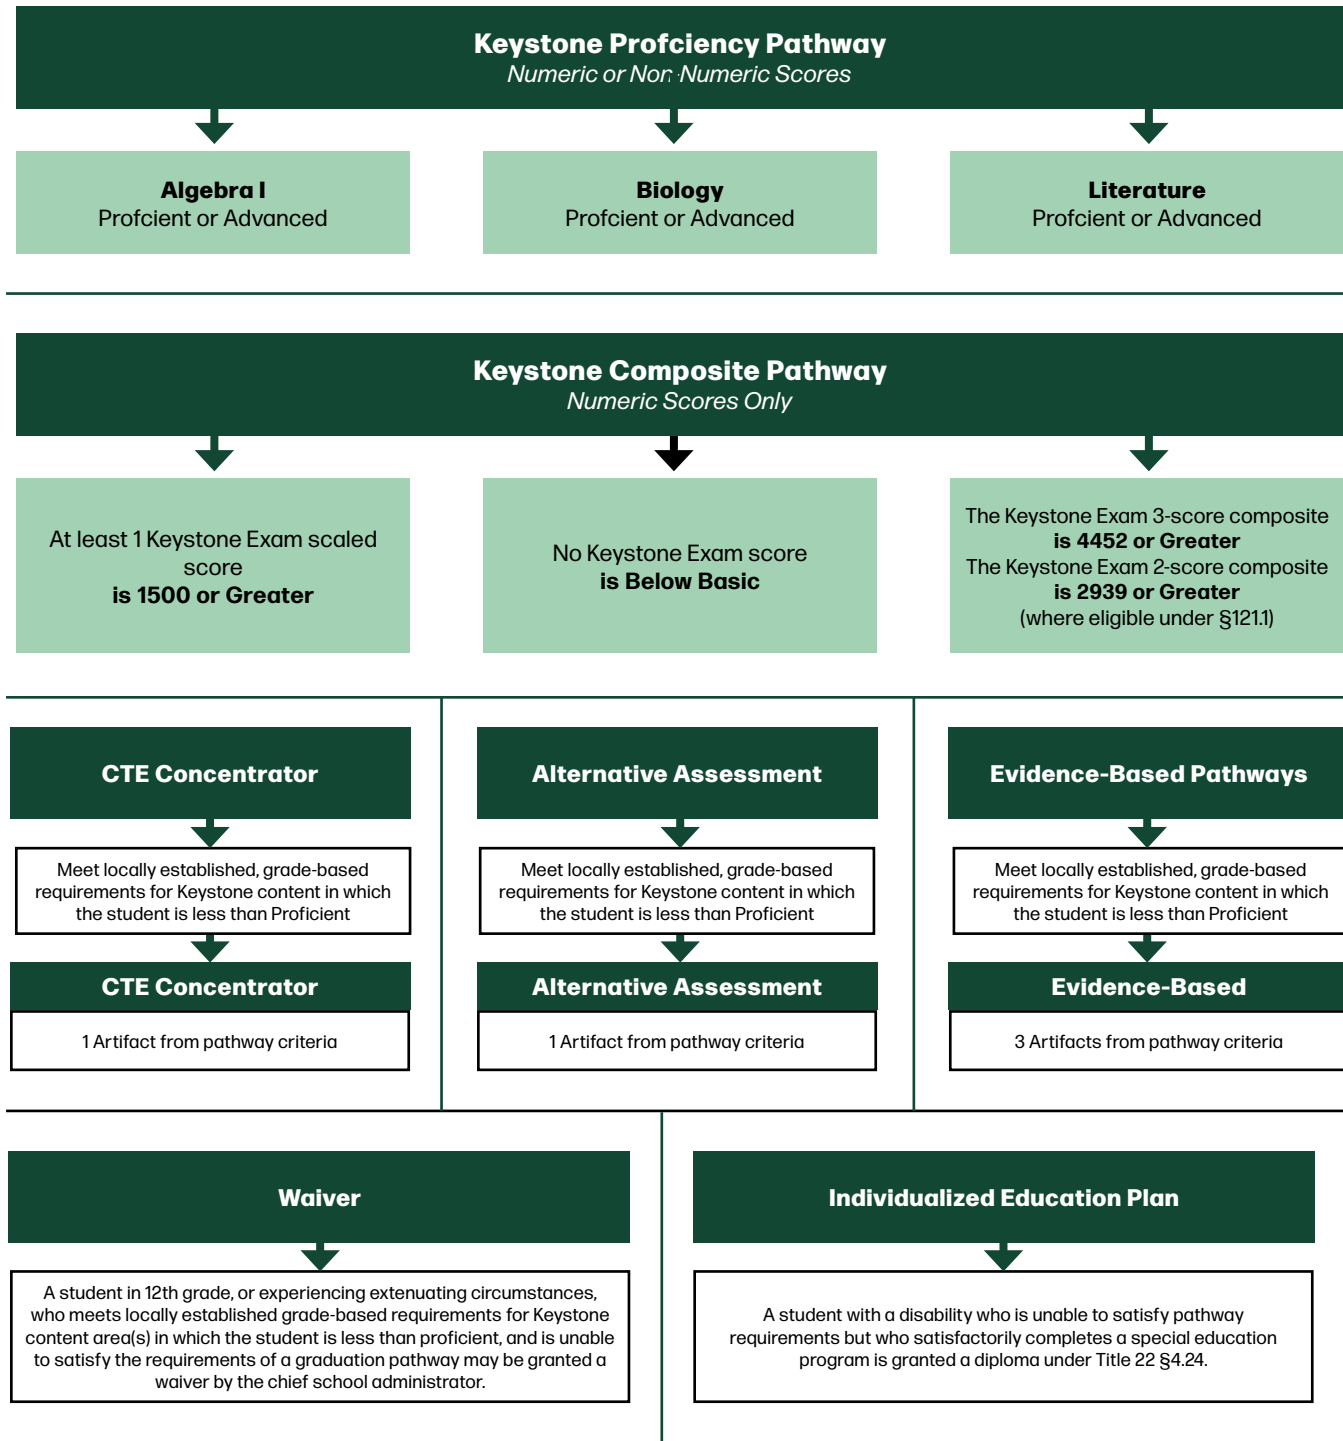 Keystone Profciency Pathway
Numeric or Non-Numeric Scores
Algebra I
Profcient or Advanced
Biology
Profcient or Advanced
Literature
Profcient or Advanced
Keystone Composite Pathway
Numeric Scores Only
At least 1 Keystone Exam scaled
score
is 1500 or Greater
No Keystone Exam score
is Below Basic
The Keystone Exam 3-score composite
is 4452 or Greater
The Keystone Exam 2-score composite
is 2939 or Greater
(where eligible under §121.1)
CTE Concentrator
Meet locally established, grade-based
requirements for Keystone content in which
the student is less than Proficient
CTE Concentrator
1 Artifact from pathway criteria
Alternative Assessment
Meet locally established, grade-based
requirements for Keystone content in which
the student is less than Proficient
Alternative Assessment
1 Artifact from pathway criteria
Evidence-Based Pathways
Meet locally established, grade-based
requirements for Keystone content in which
the student is less than Proficient
Evidence-Based
3 Artifacts from pathway criteria
Waiver
A student in 12th grade, or experiencing extenuating circumstances,
who meets locally established grade-based requirements for Keystone
content area(s) in which the student is less than proficient, and is unable
to satisfy the requirements of a graduation pathway may be granted a
waiver by the chief school administrator.
Individualized Education Plan
A student with a disability who is unable to satisfy pathway
requirements but who satisfactorily completes a special education
program is granted a diploma under Title 22 §4.24.